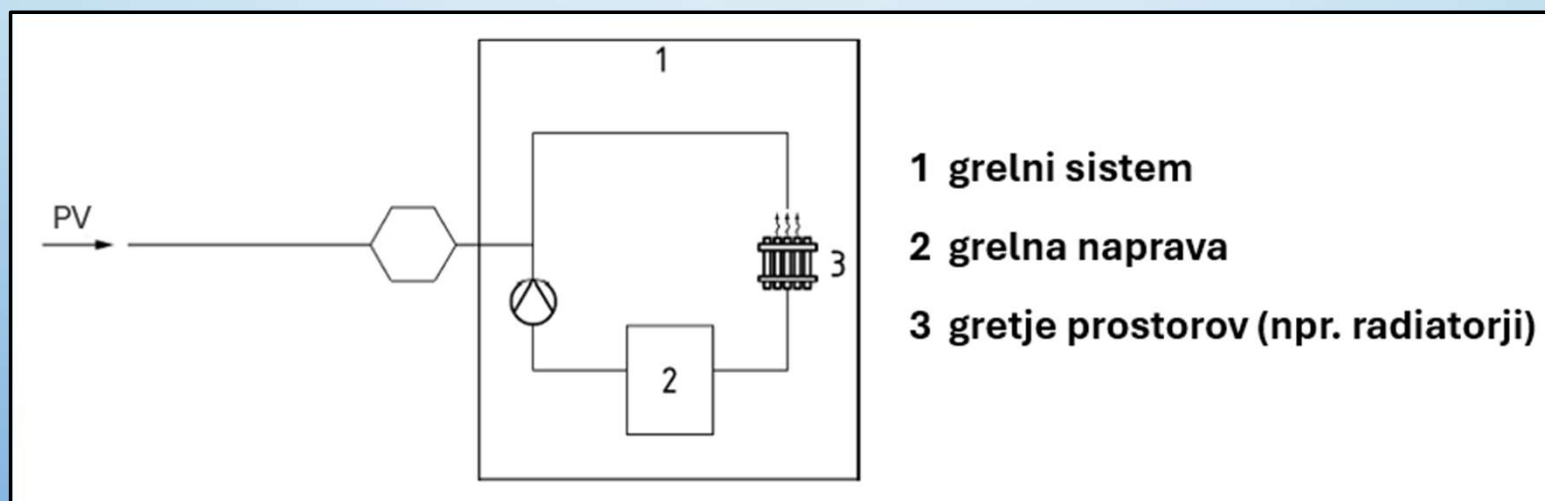 1
PV
3
2
1 grelni sistem
2 grelna naprava
3 gretje prostorov (npr. radiatorji)